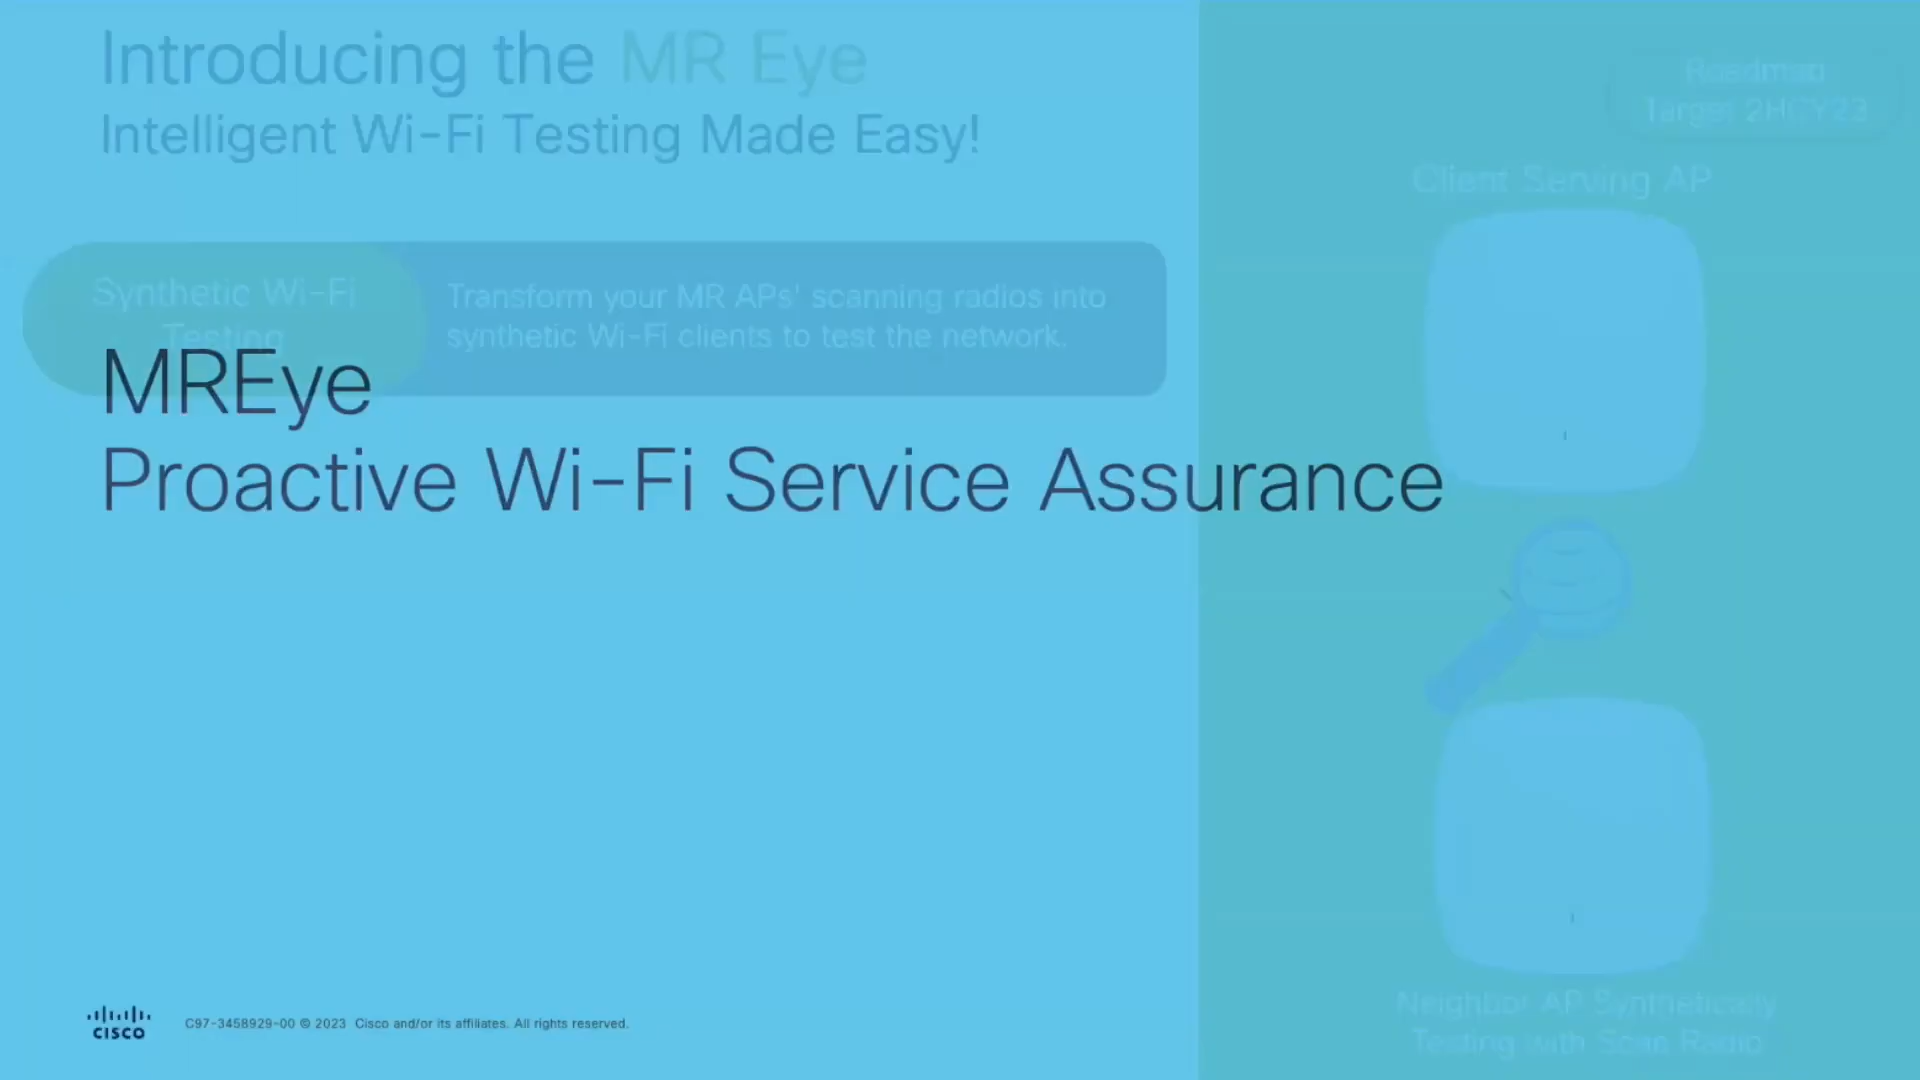 Introducing the MR Eye
Intelligent Wi-Fi Testing Made Easy!
Roadmap
Target 2HCY23
Client Serving AP
Synthetic Wi-Fi
Testing
Transform your MR APs' scanning radios into
synthetic Wi-Fi clients to test the network.
MREye
Proactive Wi-Fi Service Assurance
Neighbor AP Synthetically
Testing with Scan Radio
CISCO
C97-3458929-00 © 2023 Cisco and/or its affiliates. All rights reserved.